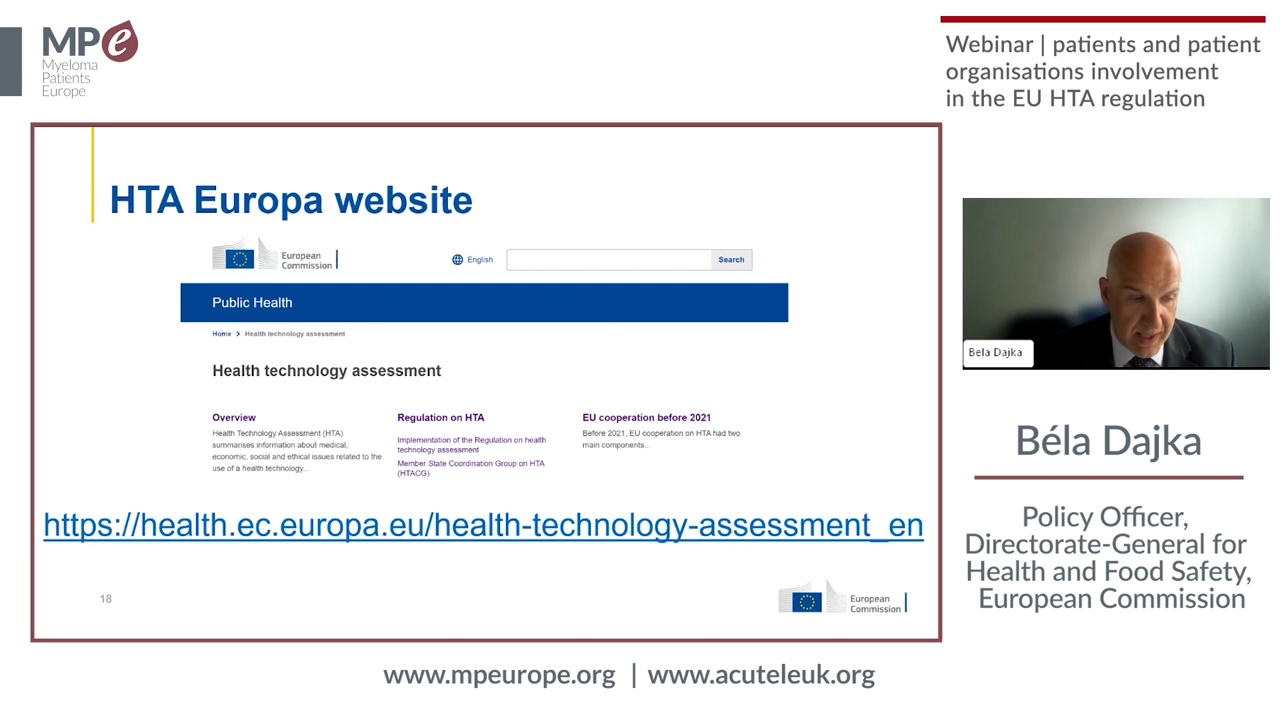 MPe
Myeloma
Patients
Europe
Webinar | patients and patient
organisations involvement
in the EU HTA regulation
HTA Europa website
European
Commission
English
Search
Public Health
Home > Health technology assessment
Health technology assessment
Overview
Health Technology Assessment (HTA)
summarises information about medical,
economic, social and ethical issues related to the
use of a health technology...
Regulation on HTA
Implementation of the Regulation on health
technology assessment
Member State Coordination Group on HTA
(HTACG)
EU cooperation before 2021
Before 2021, EU cooperation on HTA had two
main components...
https://health.ec.europa.eu/health-technology-assessment_en
18
European
Commission
Bela Dajka
Béla Dajka
Policy Officer,
Directorate-General for
Health and Food Safety,
European Commission
www.mpeurope.org | www.acuteleuk.org